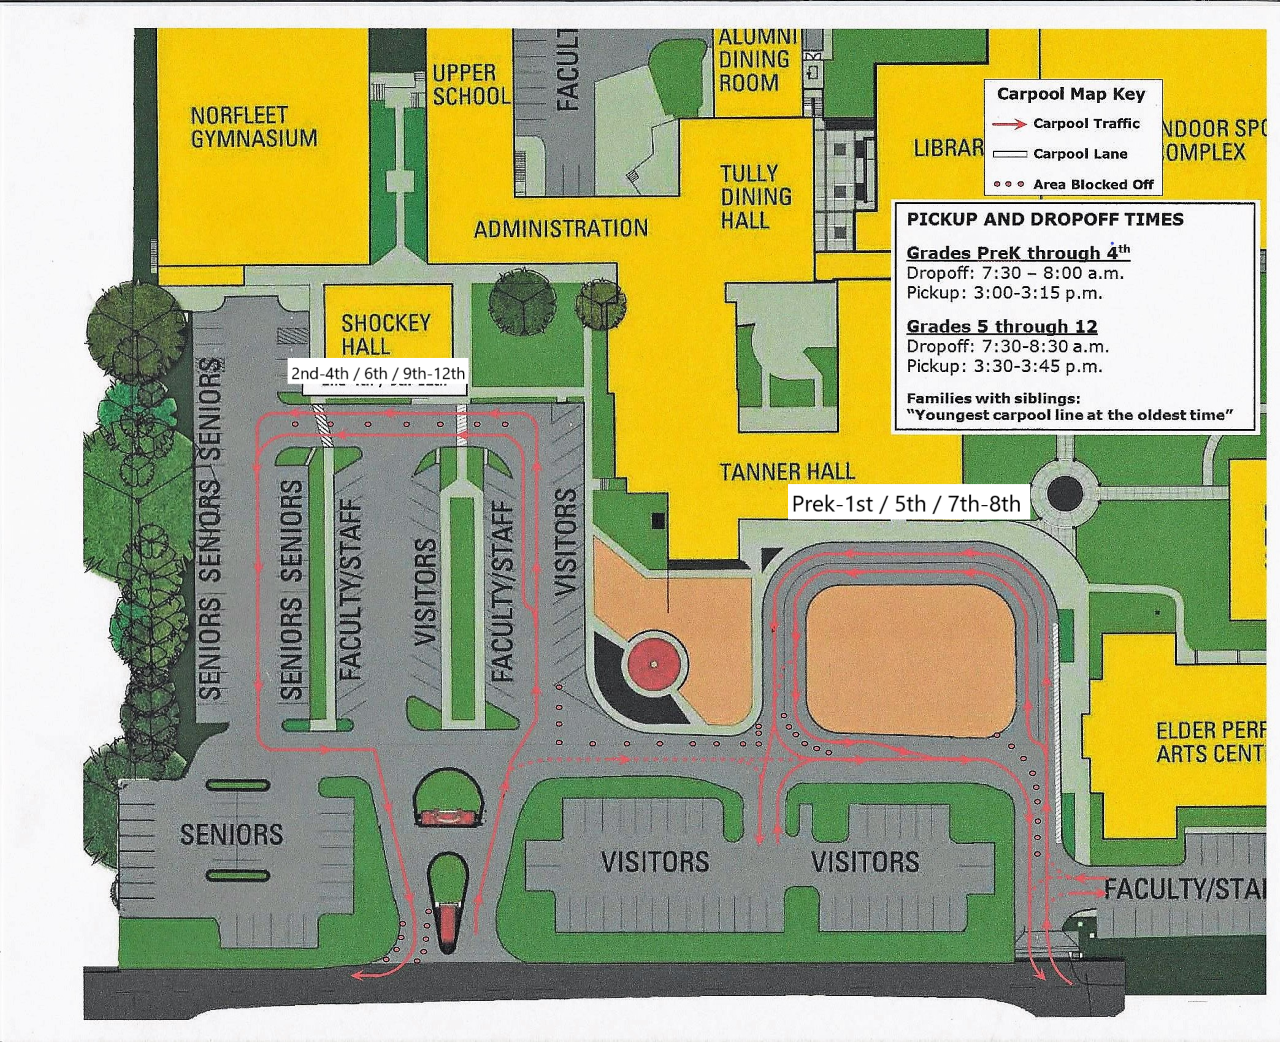 NORFLEET
GYMNASIUM
UPPER
SCHOOL
FACULT
ALUMNI
DINING
ROOM
TULLY
DINING
HALL
ADMINISTRATION
LIBRAR
NDOOR SPO
OMPLEX
Carpool Map Key
Carpool Traffic
Carpool Lane
Area Blocked Off
PICKUP AND DROPOFF TIMES
Grades PreK through 4th
Dropoff: 7:30 – 8:00 a.m.
Pickup: 3:00-3:15 p.m.
Grades 5 through 12
Dropoff: 7:30-8:30 a.m.
Pickup: 3:30-3:45 p.m.
Families with siblings:
“Youngest carpool line at the oldest time”
SHOCKEY
HALL
2nd-4th / 6th / 9th-12th
TANNER HALL
Prek-1st / 5th / 7th-8th
SENIORS SENIORS SENIORS
SENIORS SENIORS
FACULTY/STAFF
VISITORS
FACULTY/STAFF
VISITORS
ELDER PERF
ARTS CENT
SENIORS
VISITORS
VISITORS
FACULTY/STA